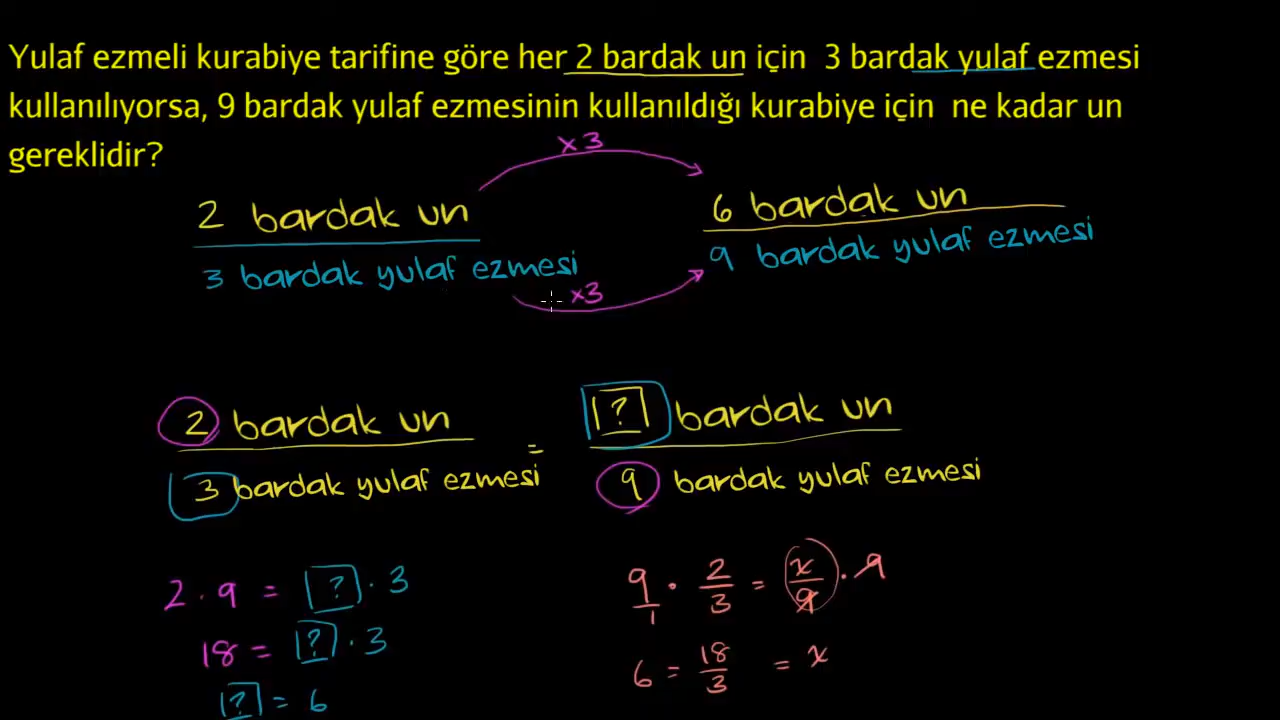 Yulaf ezmeli kurabiye tarifine göre her 2 bardak un için 3 bardak yulaf ezmesi
kullanılıyorsa, 9 bardak yulaf ezmesinin kullanıldığı kurabiye için ne kadar un
gereklidir?
x3
2 bardak un
3 bardak yulaf ezmesi
6 bardak un
9 bardak yulaf ezmesi
x3
2 bardak un
3 bardak yulaf ezmesi
=
? bardak un
9 bardak yulaf ezmesi
2 . 9 = ? . 3
18 = ? . 3
? = 6
9/1 . 2/3 = x/9 . 9
6 = 18/3 = x